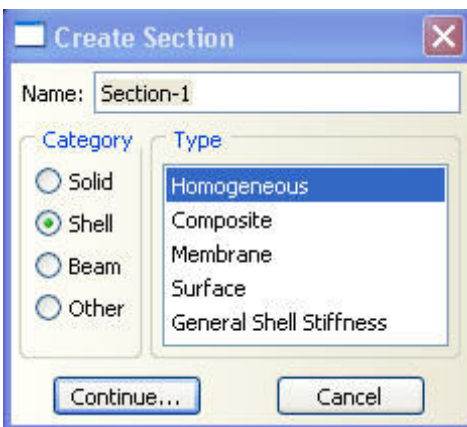 Create Section
Name: Section-1
Category
Solid
Shell
Beam
Other
Type
Homogeneous
Composite
Membrane
Surface
General Shell Stiffness
Continue... Cancel